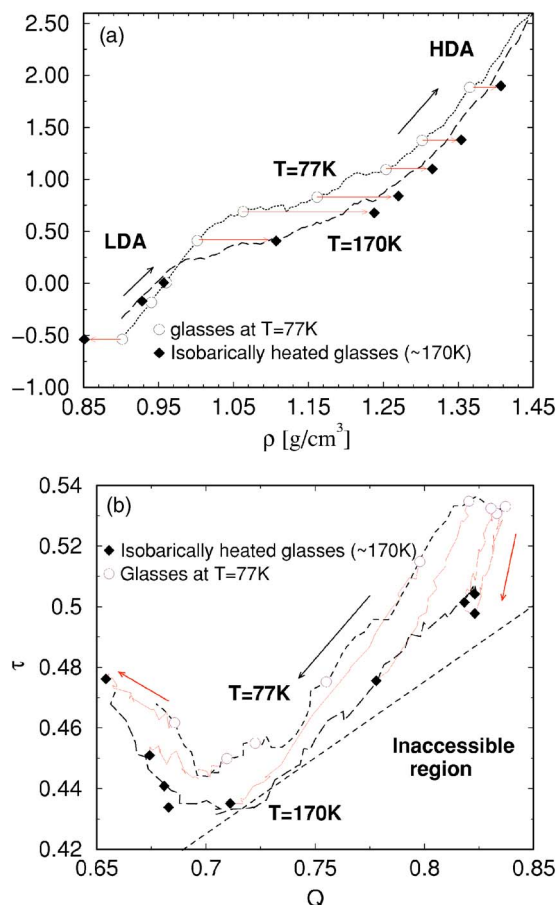 (a)
HDA
T=77K
LDA
T=170K
glasses at T=77K
Isobarically heated glasses (~170K)
2.50
2.00
1.50
1.00
0.50
0.00
−0.50
−1.00
0.85 0.95 1.05 1.15 1.25 1.35 1.45
ρ [g/cm³]
(b)
Isobarically heated glasses (~170K)
Glasses at T=77K
T=77K
Inaccessible
region
T=170K
0.54
0.52
0.5
0.48
0.46
0.44
0.42
τ
0.65 0.7 0.75 0.8 0.85
Q